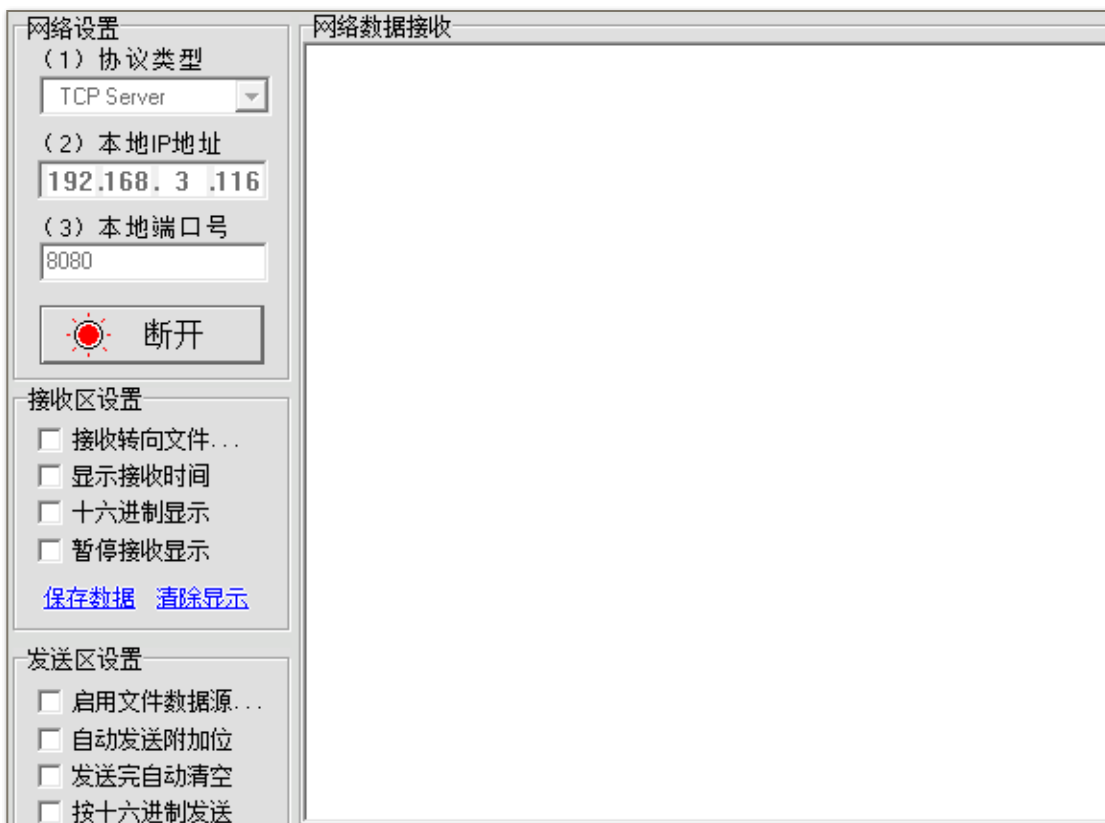 网络设置
网络数据接收
（1）协议类型
TCP Server
（2）本地IP地址
192.168. 3 .116
（3）本地端口号
8080
断开
接收区设置
接收转向文件...
显示接收时间
十六进制显示
暂停接收显示
保存数据 清除显示
发送区设置
启用文件数据源...
自动发送附加位
发送完自动清空
按十六进制发送